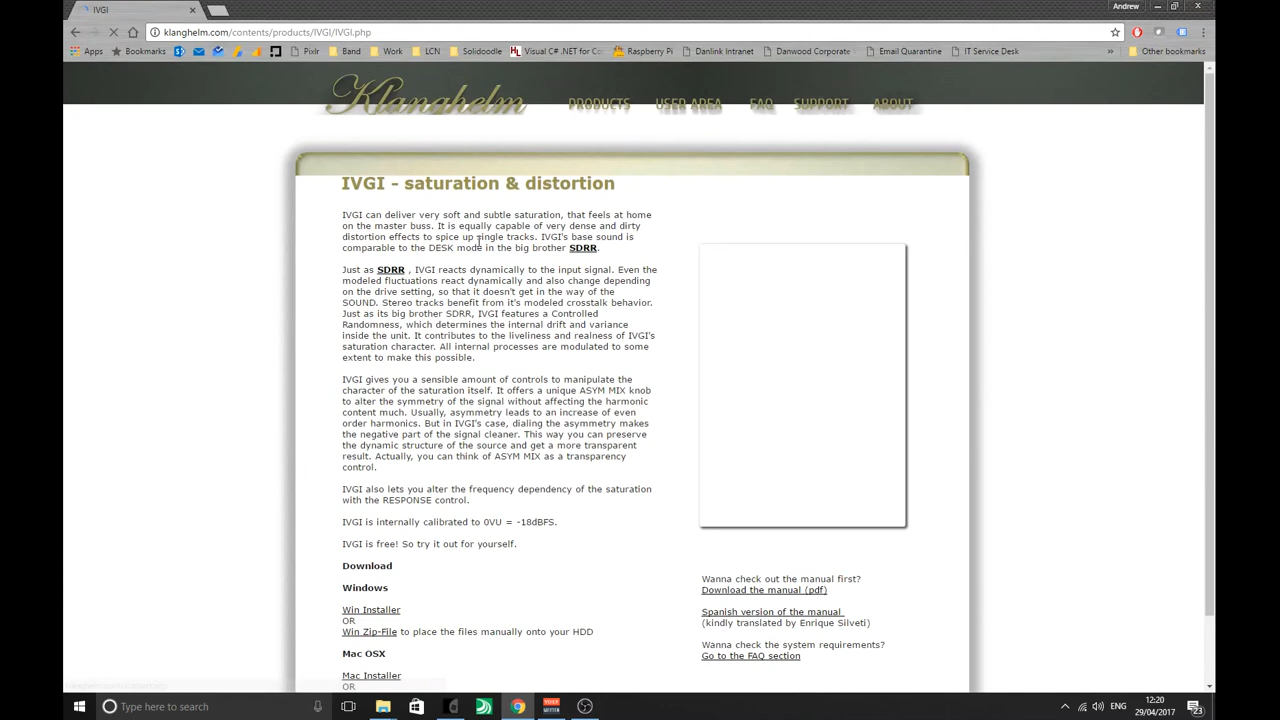 IVGI
Andrew
klanghelm.com/contents/products/IVGI/IVGI.php
Apps Bookmarks Pixlr Band Work LCN Solidoodle Visual C# .NET for Co Raspberry Pi Danlink Intranet Danwood Corporate Email Quarantine IT Service Desk » Other bookmarks
Klanghelm PRODUCTS USER AREA FAQ SUPPORT ABOUT
IVGI - saturation & distortion
IVGI can deliver very soft and subtle saturation, that feels at home
on the master buss. It is equally capable of very dense and dirty
distortion effects to spice up single tracks. IVGI's base sound is
comparable to the DESK mode in the big brother SDRR.
Just as SDRR , IVGI reacts dynamically to the input signal. Even the
modeled fluctuations react dynamically and also change depending
on the drive setting, so that it doesn't get in the way of the
SOUND. Stereo tracks benefit from it's modeled crosstalk behavior.
Just as its big brother SDRR, IVGI features a Controlled
Randomness, which determines the internal drift and variance
inside the unit. It contributes to the liveliness and realness of IVGI's
saturation character. All internal processes are modulated to some
extent to make this possible.
IVGI gives you a sensible amount of controls to manipulate the
character of the saturation itself. It offers a unique ASYM MIX knob
to alter the symmetry of the signal without affecting the harmonic
content much. Usually, asymmetry leads to an increase of even
order harmonics. But in IVGI's case, dialing the asymmetry makes
the negative part of the signal cleaner. This way you can preserve
the dynamic structure of the source and get a more transparent
result. Actually, you can think of ASYM MIX as a transparency
control.
IVGI also lets you alter the frequency dependency of the saturation
with the RESPONSE control.
IVGI is internally calibrated to 0VU = -18dBFS.
IVGI is free! So try it out for yourself.
Download
Windows
Win Installer
OR
Win Zip-File to place the files manually onto your HDD
Mac OSX
Mac Installer
OR
Wanna check out the manual first?
Download the manual (pdf)
Spanish version of the manual
(kindly translated by Enrique Silveti)
Wanna check the system requirements?
Go to the FAQ section
Type here to search
ENG
12:20
29/04/2017
23